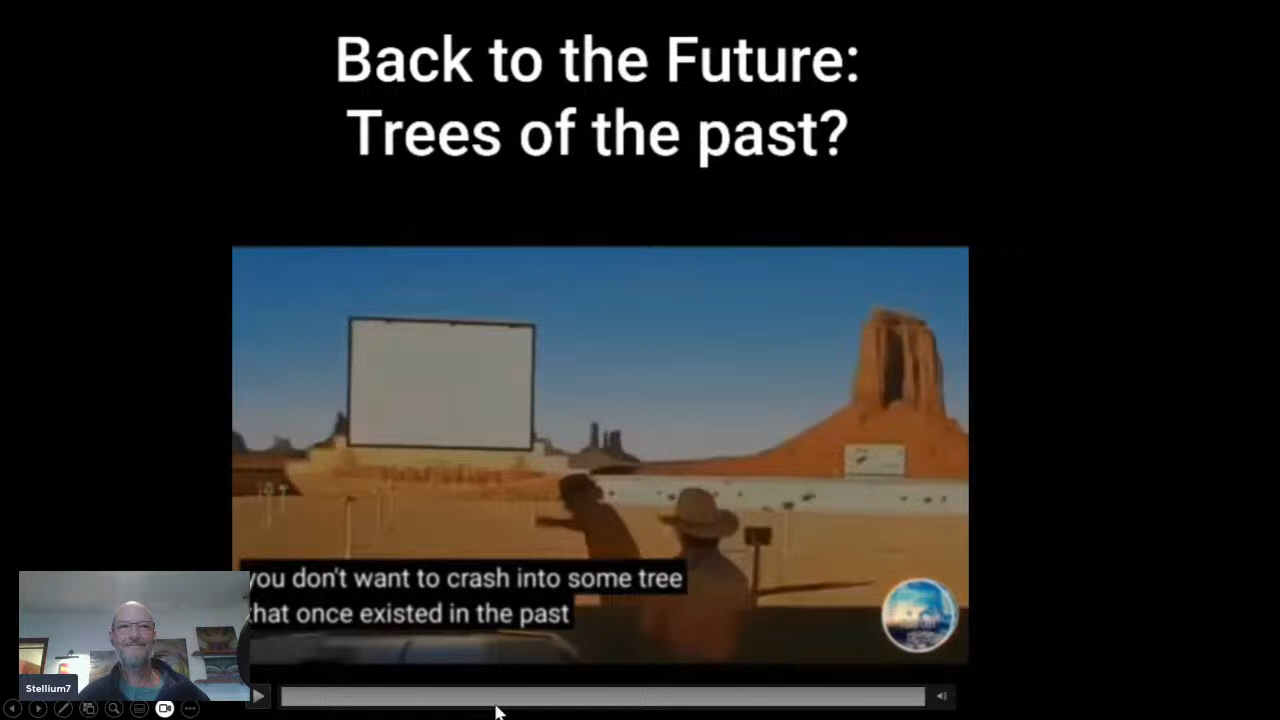 Back to the Future:
Trees of the past?
you don't want to crash into some tree
that once existed in the past
Stellium7